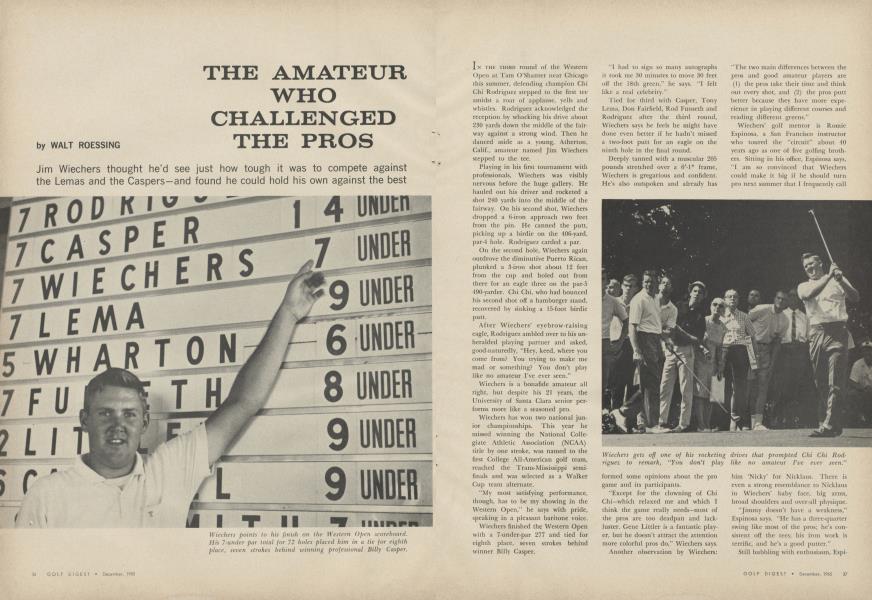 THE AMATEUR
WHO
CHALLENGED
THE PROS
by WALT ROESSING
Jim Wiechers thought he'd see just how tough it was to compete against
the Lemas and the Caspers—and found he could hold his own against the best
7 RODRIGU 14 UNDER
7 CASPER 7 UNDER
7 WIECHERS 9 UNDER
7 LEMA
5 WHARTON 6 UNDER
7 FU TH 8 UNDER
2 LIT LE 9 UNDER
L 9 UNDER
Wiechers points to his finish on the Western Open scoreboard.
His 7-under par total for 72 holes placed him in a tie for eighth
place, seven strokes behind winning professional Billy Casper.
36 GOLF DIGEST • December, 1965
In the third round of the Western
Open at Tam O'Shanter near Chicago
this summer, defending champion Chi
Chi Rodriguez stepped to the first tee
amidst a roar of applause, yells and
whistles. Rodriguez acknowledged the
reception by whacking his drive about
230 yards down the middle of the fair-
way against a strong wind. Then he
danced aside as a young, Atherton,
Calif., amateur named Jim Wiechers
stepped to the tee.
Playing in his first tournament with
professionals, Wiechers was visibly
nervous before the huge gallery. He
hauled out his driver and rocketed a
shot 240 yards into the middle of the
fairway. On his second shot, Wiechers
dropped a 6-iron approach two feet
from the pin. He canned the putt,
picking up a birdie on the 406-yard,
par-4 hole. Rodriguez carded a par.
On the second hole, Wiechers again
outdrove the diminutive Puerto Rican,
plunked a 3-iron shot about 12 feet
from the cup and holed out from
there for an eagle three on the par-5
490-yarder. Chi Chi, who had bounced
his second shot off a hamburger stand,
recovered by sinking a 15-foot birdie
putt.
After Wiechers' eyebrow-raising
eagle, Rodriguez ambled over to his un-
heralded playing partner and asked,
good-naturedly, "Hey, keed, where you
come from? You trying to make me
mad or something? You don't play
like no amateur I've ever seen."
Wiechers is a bonafide amateur all
right, but despite his 21 years, the
University of Santa Clara senior per-
forms more like a seasoned pro.
Wiechers has won two national jun-
ior championships. This year he
missed winning the National Colle-
giate Athletic Association (NCAA)
title by one stroke, was named to the
first College All-American golf team,
reached the Trans-Mississippi semi-
finals and was selected as a Walker
Cup team alternate.
"My most satisfying performance,
though, has to be my showing in the
Western Open," he says with pride,
speaking in a pleasant baritone voice.
Wiechers finished the Western Open
with a 7-under-par 277 and tied for
eighth place, seven strokes behind
winner Billy Casper.
"I had to sign so many autographs
it took me 30 minutes to move 30 feet
off the 18th green," he says. "I felt
like a real celebrity."
Tied for third with Casper, Tony
Lema, Don Fairfield, Rod Funseth and
Rodriguez after the third round,
Wiechers says he feels he might have
done even better if he hadn't missed
a two-foot putt for an eagle on the
ninth hole in the final round.
Deeply tanned with a muscular 205
pounds stretched over a 6'-1" frame,
Wiechers is gregarious and confident.
He's also outspoken and already has
"The two main differences between the
pros and good amateur players are
(1) the pros take their time and think
out every shot, and (2) the pros putt
better because they have more expe-
rience in playing different courses and
reading different greens."
Wiechers' golf mentor is Romie
Espinosa, a San Francisco instructor
who toured the "circuit" about 40
years ago as one of five golfing broth-
ers. Sitting in his office, Espinosa says,
"I am so convinced that Wiechers
could make it big if he should turn
pro next summer that I frequently call
Wiechers gets off one of his rocketing drives that prompted Chi Chi Rod-
riguez to remark, "You don't play like no amateur I've ever seen."
formed some opinions about the pro
game and its participants.
"Except for the clowning of Chi
Chi—which relaxed me and which I
think the game really needs—most of
the pros are too deadpan and lack-
luster. Gene Littler is a fantastic play-
er, but he doesn't attract the attention
more colorful pros do," Wiechers says.
Another observation by Wiechers:
him 'Nicky' for Nicklaus. There is
even a strong resemblance to Nicklaus
in Wiechers' baby face, big arms,
broad shoulders and over-all physique.
"Jimmy doesn't have a weakness,"
Espinosa says. "He has a three-quarter
swing like most of the pros; he's con-
sistent off the tees; his iron work is
terrific, and he's a good putter."
Still bubbling with enthusiasm, Espi-
GOLF DIGEST • December, 1965 37